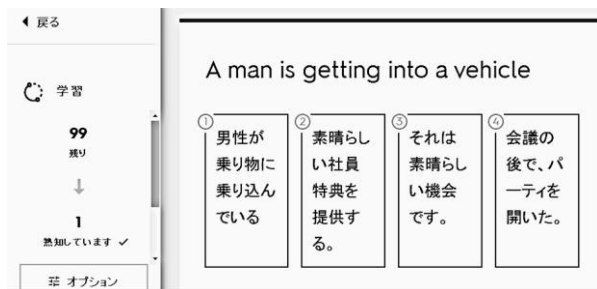 戻る
学習
99
残り
1
熟知しています
オプション
A man is getting into a vehicle
1
男性が
乗り物に
乗り込ん
でいる
2
素晴らし
い社員
特典を
提供す
る。
3
それは
素晴らし
い機会
です。
4
会議の
後で、パ
ーティを
開いた。